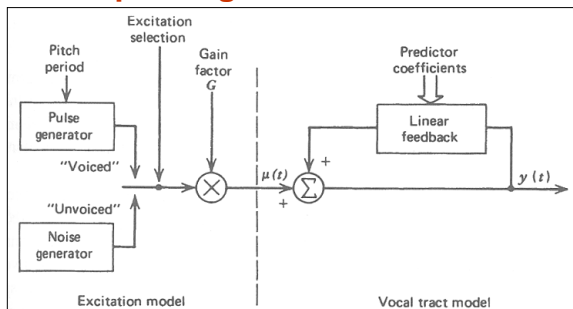 Excitation
selection
Pitch
period
Gain
factor
G
Predictor
coefficients
Pulse
generator
Linear
feedback
"Voiced"
+
μ(t)
y(t)
Σ
+
"Unvoiced"
Noise
generator
Excitation model
Vocal tract model